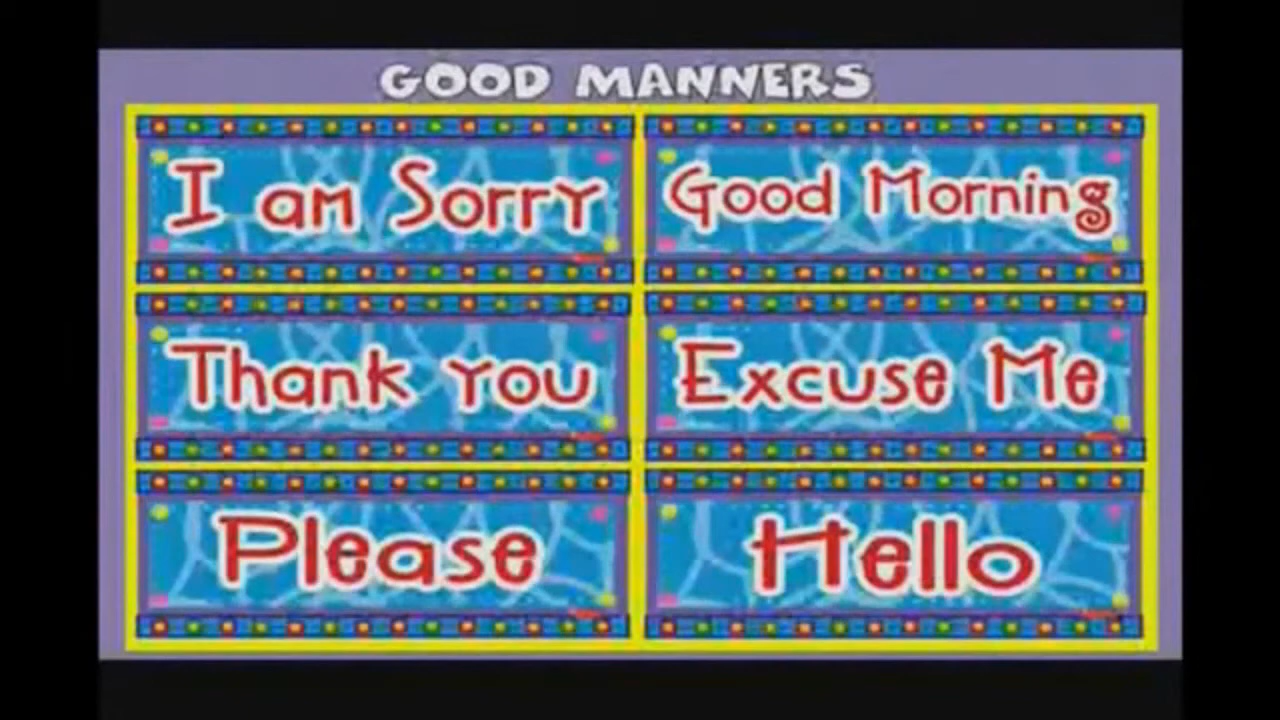 GOOD MANNERS
I am Sorry
Good Morning
Thank you
Excuse Me
Please
Hello